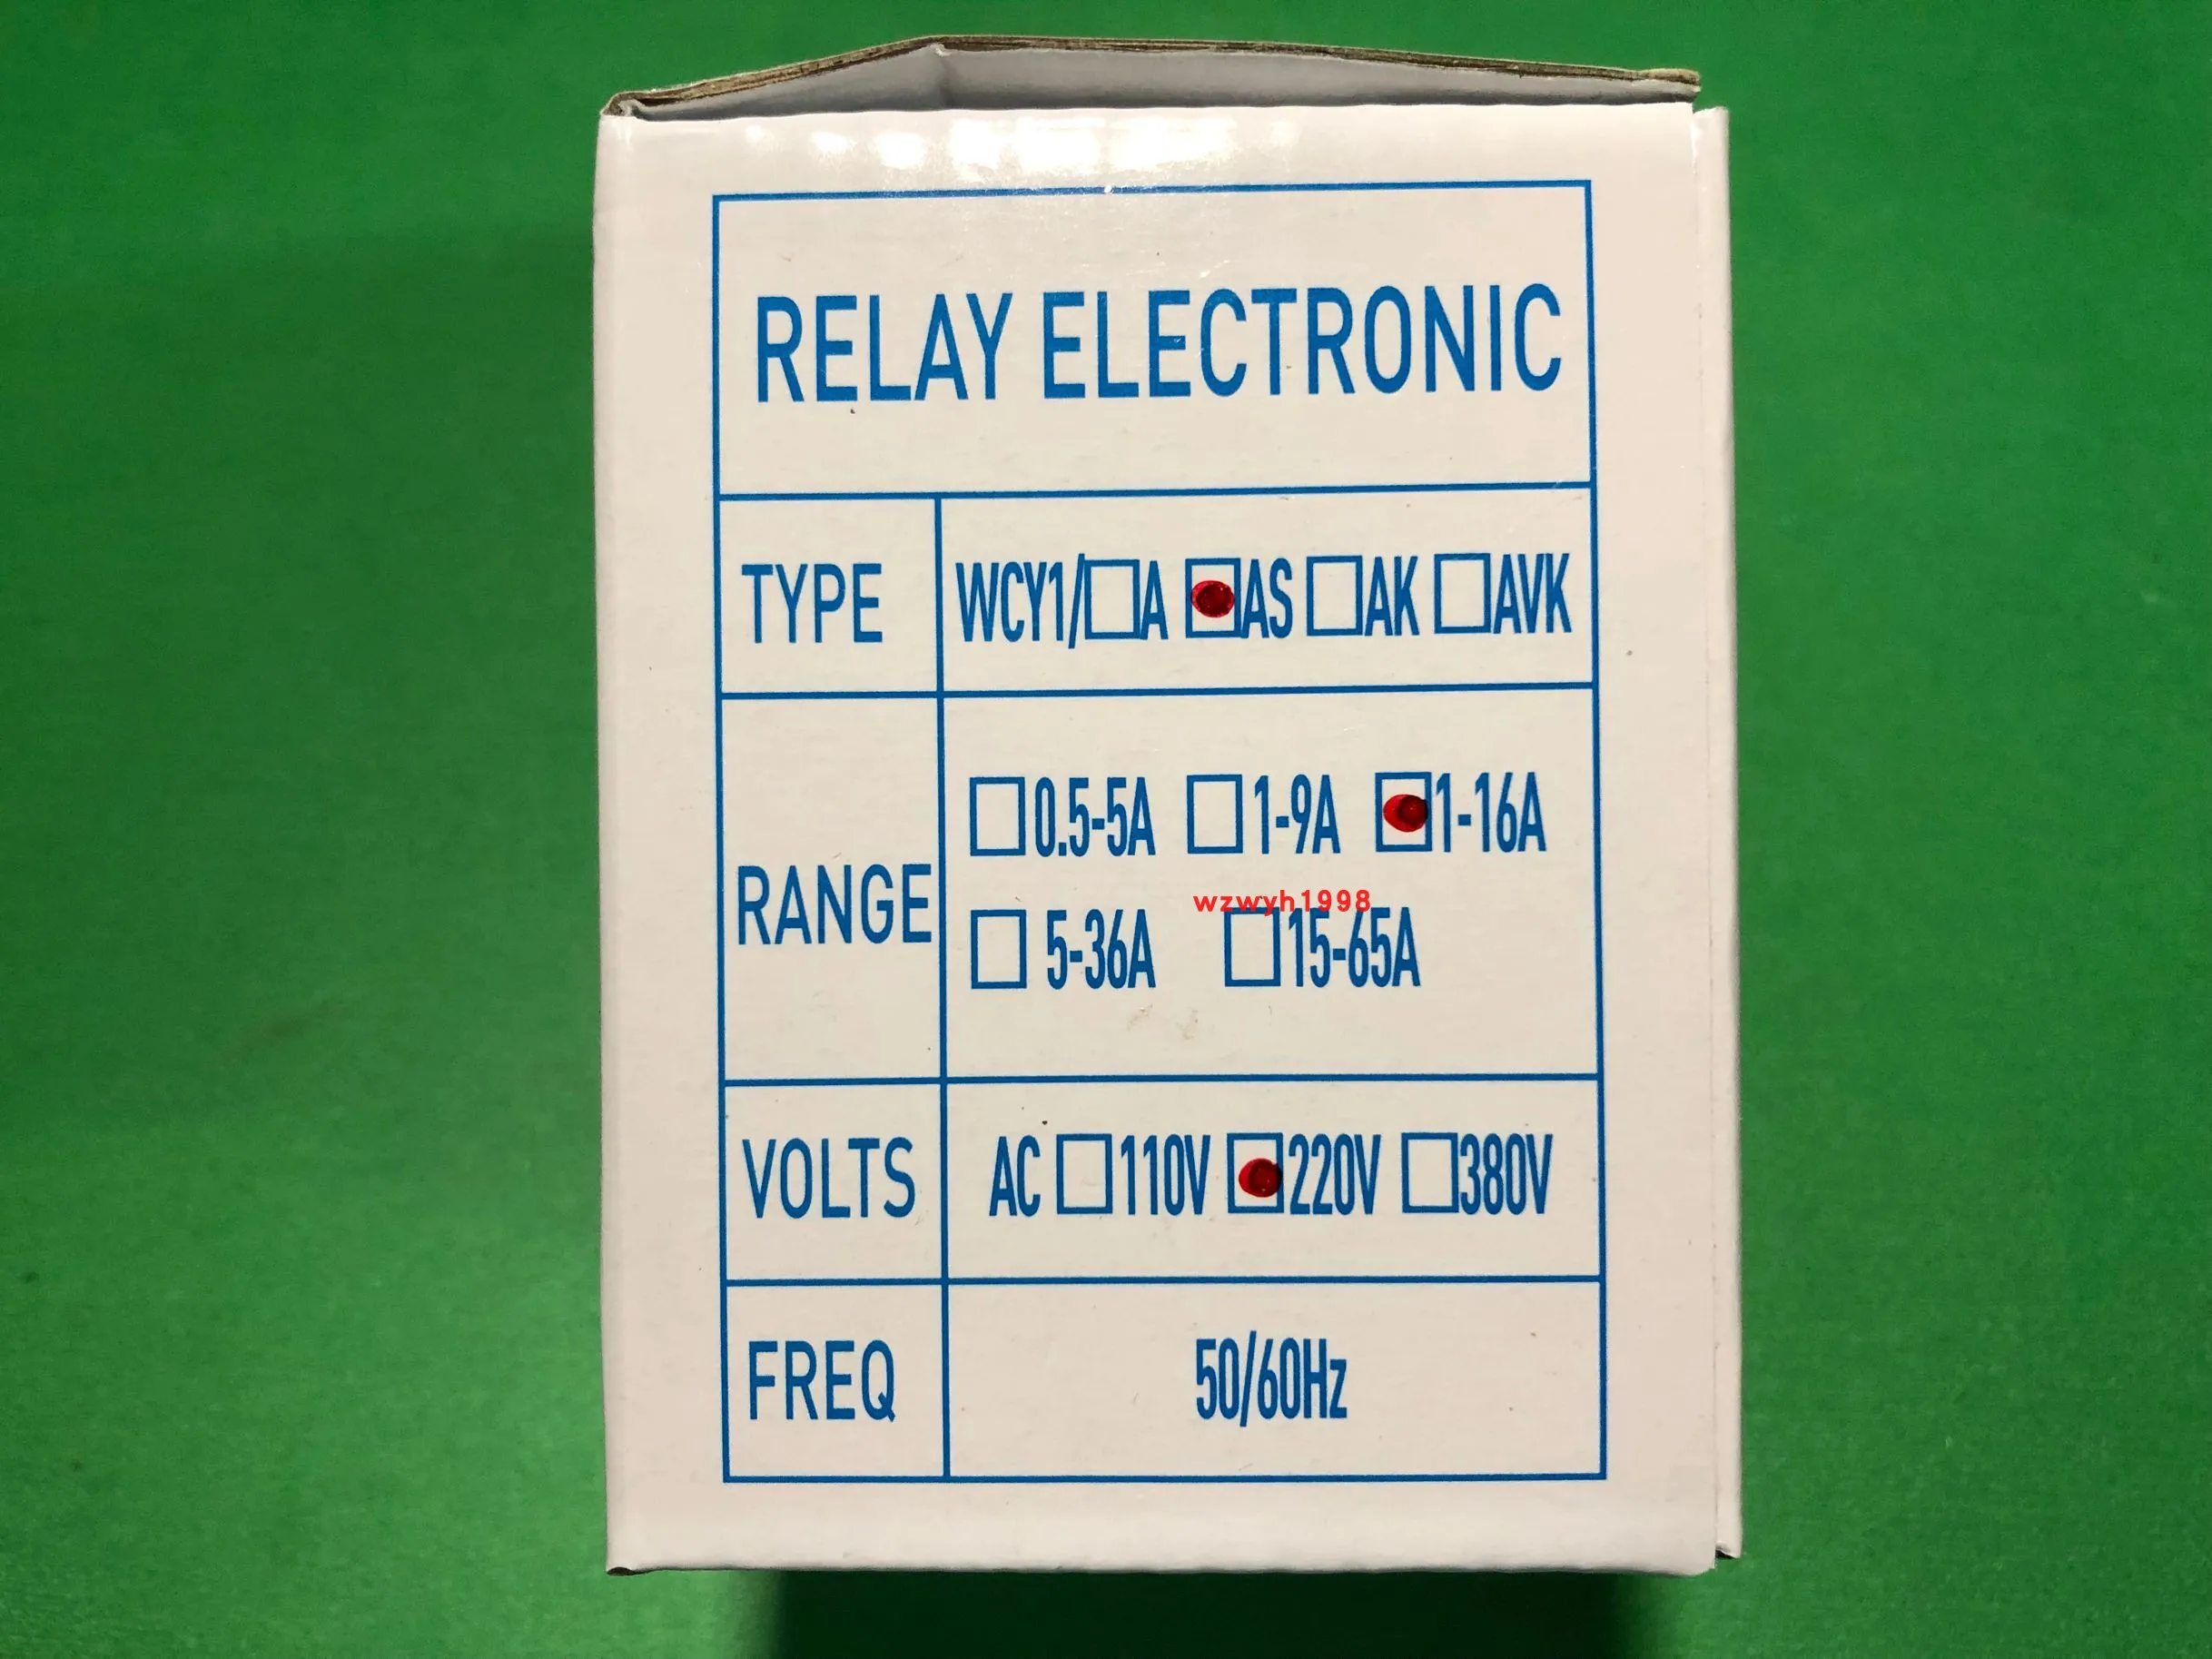 RELAY ELECTRONIC
TYPE WCY1/□A □AS □AK □AVK
□0.5-5A □1-9A □1-16A
wzwyh1998
RANGE
□ 5-36A □15-65A
VOLTS AC □110V □220V □380V
FREQ 50/60Hz